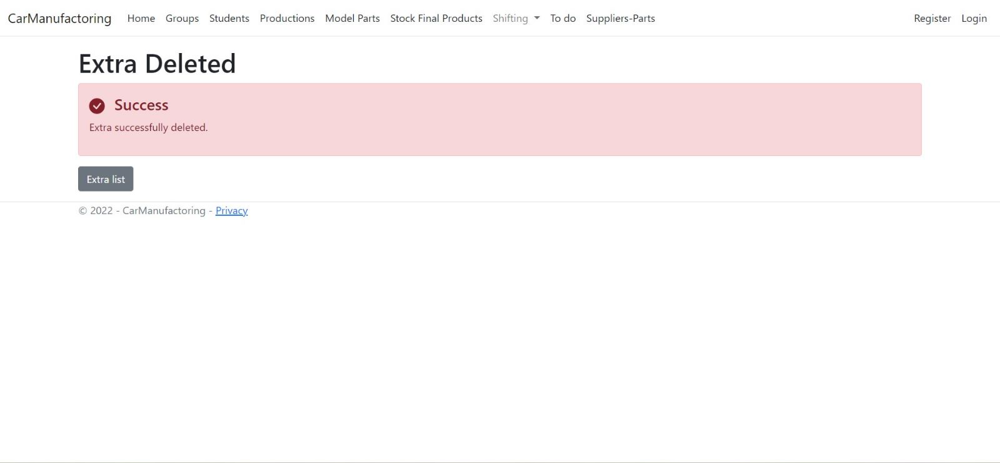 CarManufactoring Home Groups Students Productions Model Parts Stock Final Products Shifting To do Suppliers-Parts Register Login
Extra Deleted
Success
Extra successfully deleted.
Extra list
© 2022 - CarManufactoring - Privacy